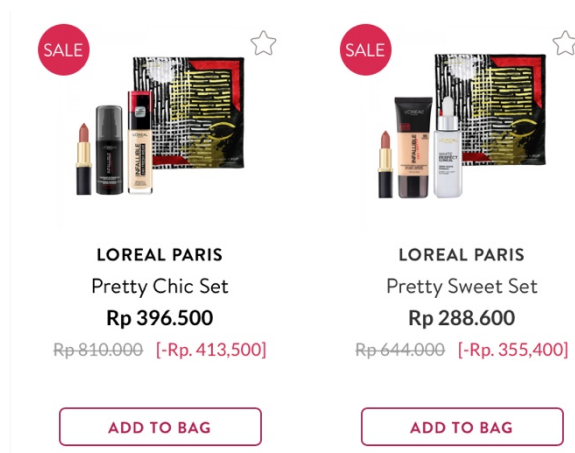 SALE
LOREAL PARIS
Pretty Chic Set
Rp 396.500
Rp 810.000 [-Rp. 413,500]
ADD TO BAG
SALE
INFALLIBLE
LOREAL PARIS
Pretty Sweet Set
Rp 288.600
Rp 644.000 [-Rp. 355,400]
ADD TO BAG